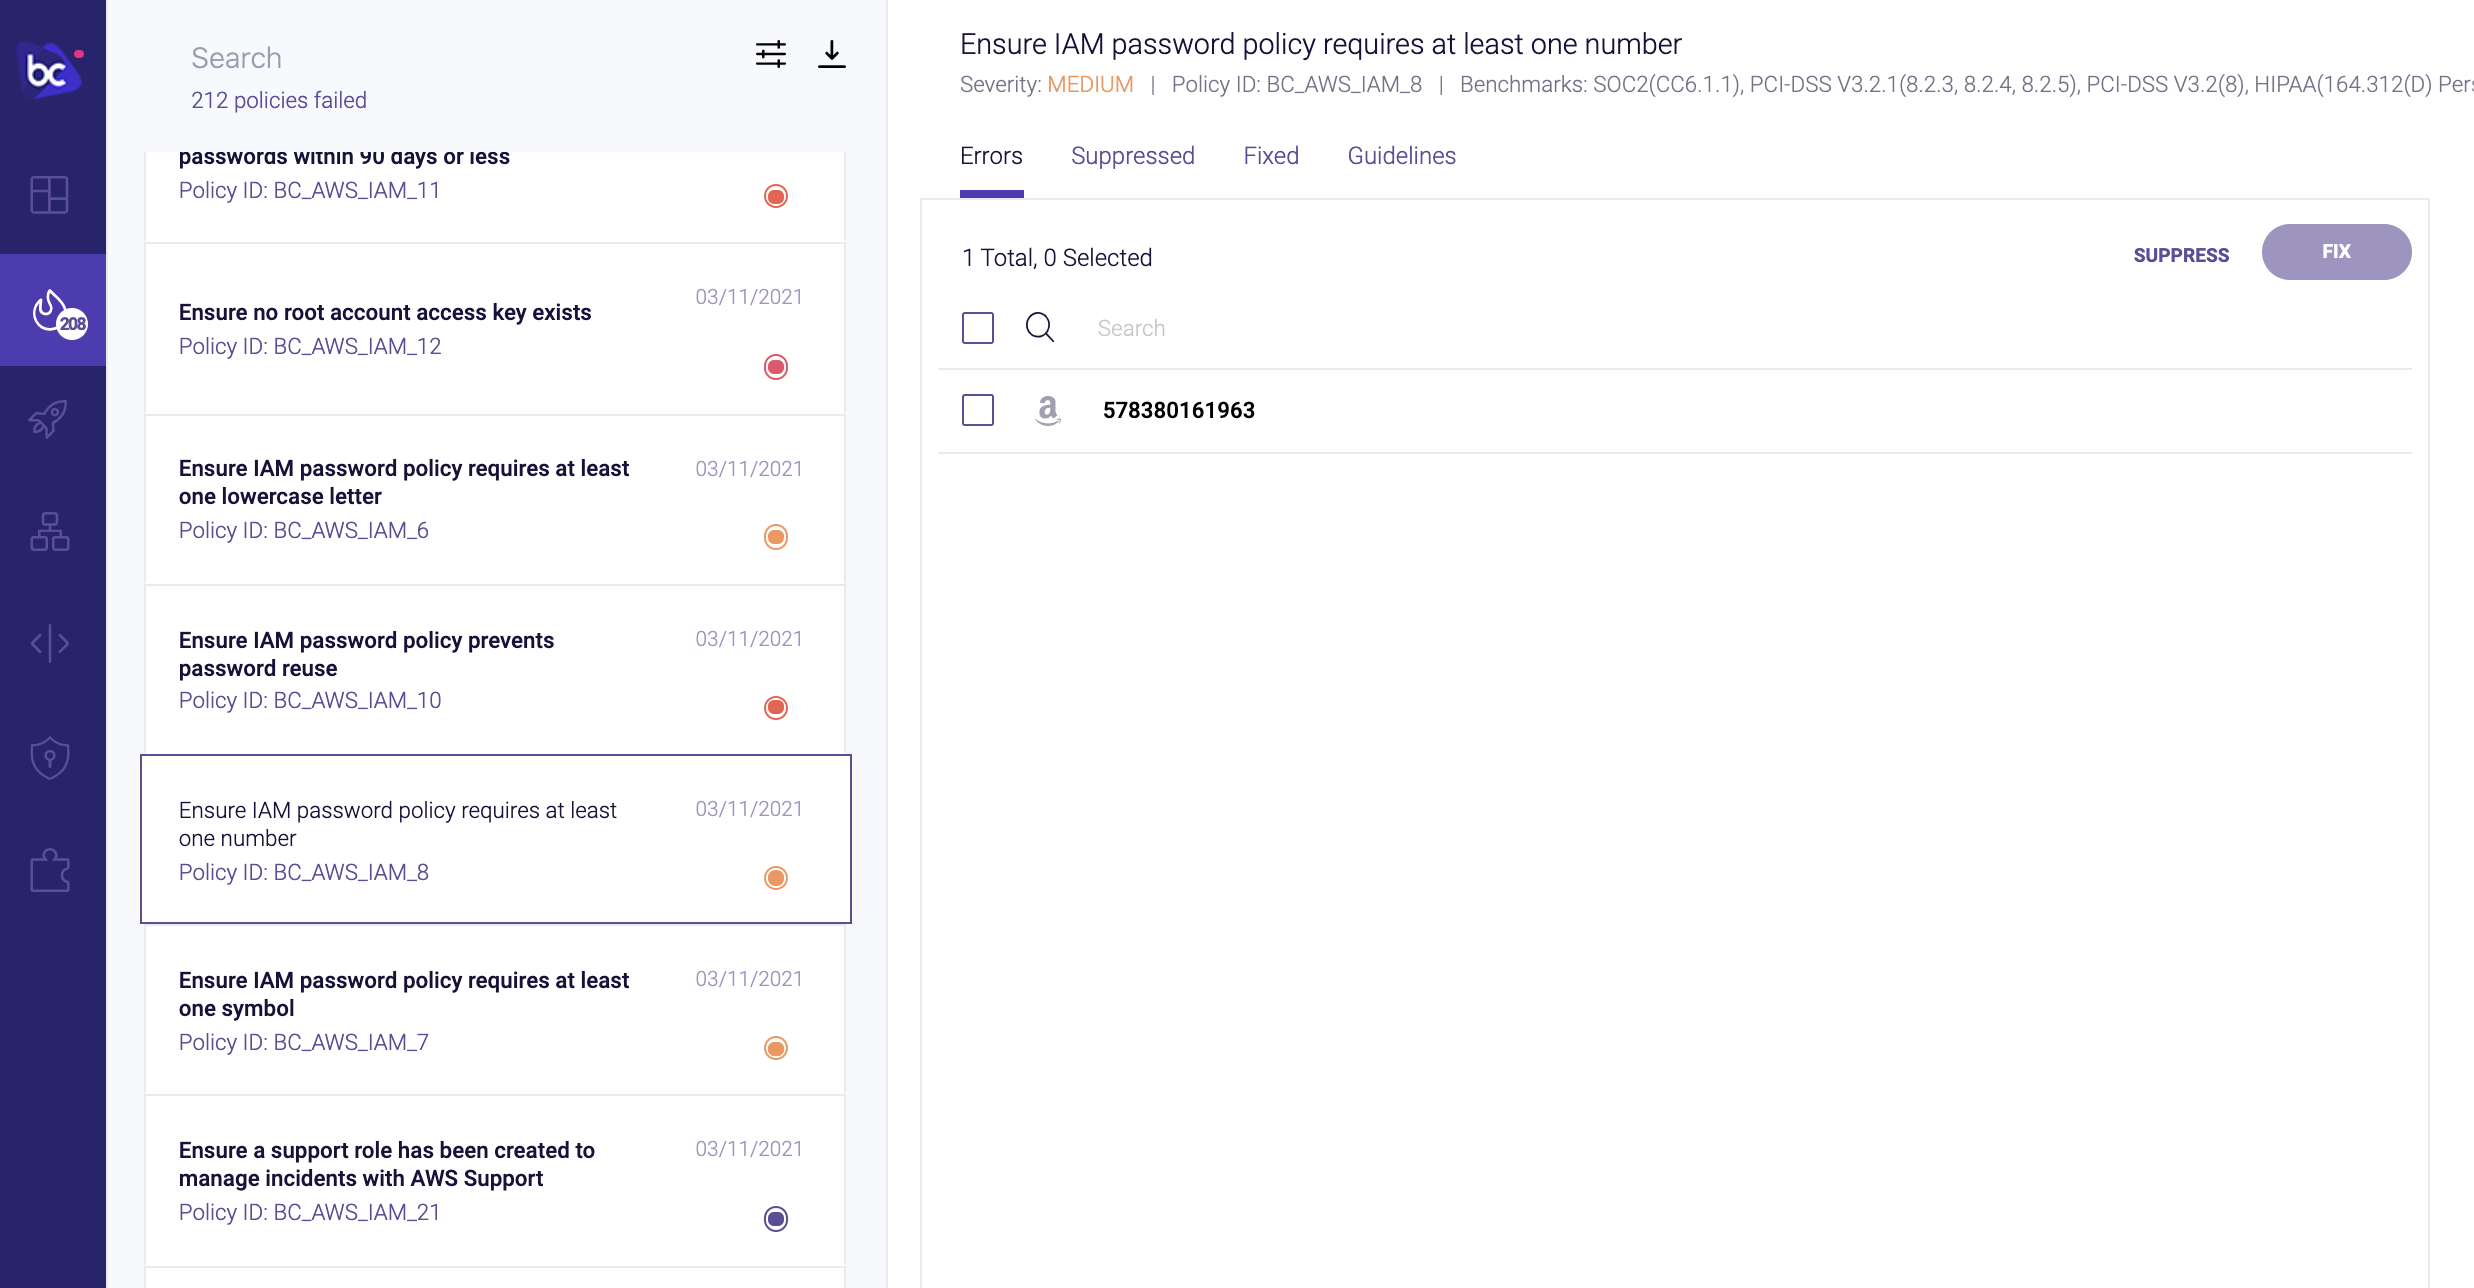 bc
208
Search
212 policies failed
passwords within 90 days or less
Policy ID: BC_AWS_IAM_11
Ensure no root account access key exists
03/11/2021
Policy ID: BC_AWS_IAM_12
Ensure IAM password policy requires at least
one lowercase letter
03/11/2021
Policy ID: BC_AWS_IAM_6
Ensure IAM password policy prevents
password reuse
03/11/2021
Policy ID: BC_AWS_IAM_10
Ensure IAM password policy requires at least
one number
03/11/2021
Policy ID: BC_AWS_IAM_8
Ensure IAM password policy requires at least
one symbol
03/11/2021
Policy ID: BC_AWS_IAM_7
Ensure a support role has been created to
manage incidents with AWS Support
03/11/2021
Policy ID: BC_AWS_IAM_21
Ensure IAM password policy requires at least one number
Severity: MEDIUM | Policy ID: BC_AWS_IAM_8 | Benchmarks: SOC2(CC6.1.1), PCI-DSS V3.2.1(8.2.3, 8.2.4, 8.2.5), PCI-DSS V3.2(8), HIPAA(164.312(D) Pers
Errors Suppressed Fixed Guidelines
1 Total, 0 Selected
SUPPRESS FIX
Search
578380161963